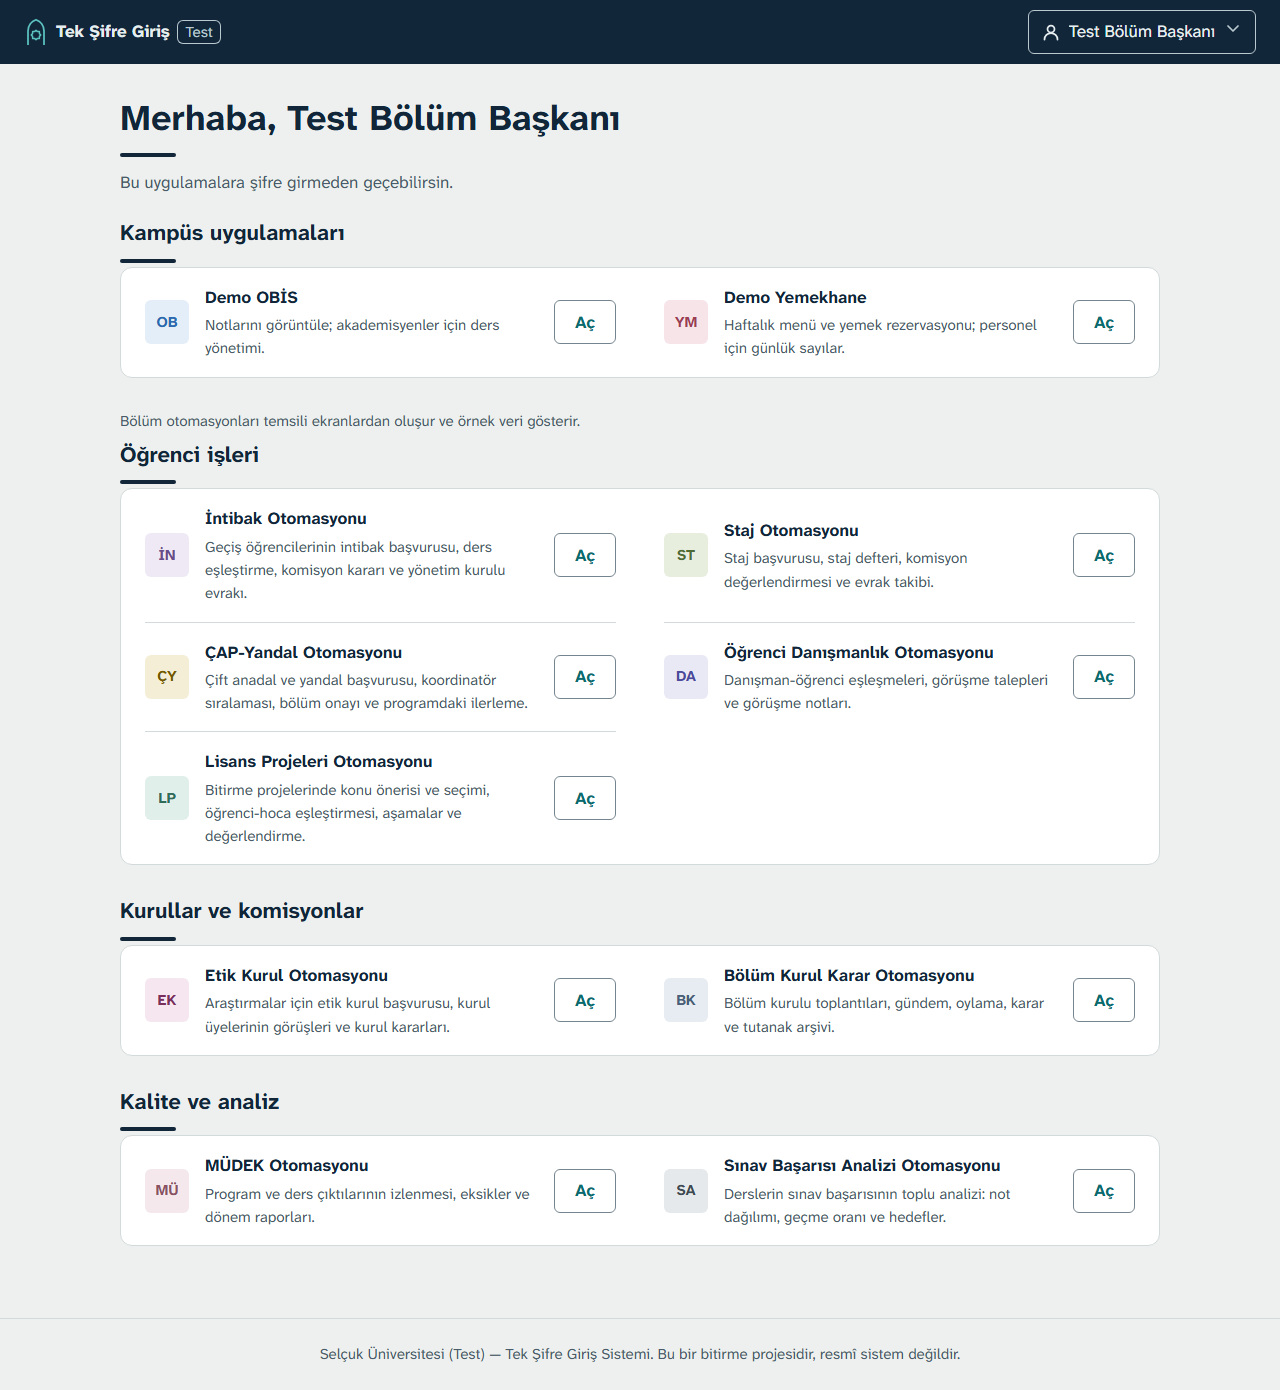 Tek Şifre Giriş Test
Test Bölüm Başkanı
Merhaba, Test Bölüm Başkanı
Bu uygulamalara şifre girmeden geçebilirsin.
Kampüs uygulamaları
OB
Demo OBİS
Notlarını görüntüle; akademisyenler için ders
yönetimi.
Aç
YM
Demo Yemekhane
Haftalık menü ve yemek rezervasyonu; personel
için günlük sayılar.
Aç
Bölüm otomasyonları temsili ekranlardan oluşur ve örnek veri gösterir.
Öğrenci işleri
İN
İntibak Otomasyonu
Geçiş öğrencilerinin intibak başvurusu, ders
eşleştirme, komisyon kararı ve yönetim kurulu
evrakı.
Aç
ST
Staj Otomasyonu
Staj başvurusu, staj defteri, komisyon
değerlendirmesi ve evrak takibi.
Aç
ÇY
ÇAP-Yandal Otomasyonu
Çift anadal ve yandal başvurusu, koordinatör
sıralaması, bölüm onayı ve programdaki ilerleme.
Aç
DA
Öğrenci Danışmanlık Otomasyonu
Danışman-öğrenci eşleşmeleri, görüşme talepleri
ve görüşme notları.
Aç
LP
Lisans Projeleri Otomasyonu
Bitirme projelerinde konu önerisi ve seçimi,
öğrenci-hoca eşleştirmesi, aşamalar ve
değerlendirme.
Aç
Kurullar ve komisyonlar
EK
Etik Kurul Otomasyonu
Araştırmalar için etik kurul başvurusu, kurul
üyelerinin görüşleri ve kurul kararları.
Aç
BK
Bölüm Kurul Karar Otomasyonu
Bölüm kurulu toplantıları, gündem, oylama, karar
ve tutanak arşivi.
Aç
Kalite ve analiz
MÜ
MÜDEK Otomasyonu
Program ve ders çıktılarının izlenmesi, eksikler ve
dönem raporları.
Aç
SA
Sınav Başarısı Analizi Otomasyonu
Derslerin sınav başarısının toplu analizi: not
dağılımı, geçme oranı ve hedefler.
Aç
Selçuk Üniversitesi (Test) — Tek Şifre Giriş Sistemi. Bu bir bitirme projesidir, resmî sistem değildir.